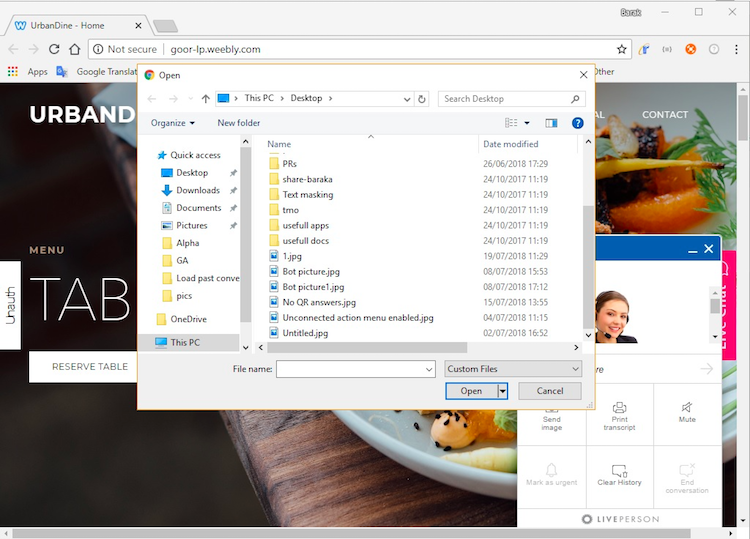 Barak
UrbanDine - Home
Not secure | goor-lp.weebly.com
Apps
Google Translat
Other
Open
This PC > Desktop >
Search Desktop
Organize
New folder
Name
Date modified
Quick access
Desktop
Downloads
Documents
Pictures
Alpha
GA
Load past conve
pics
OneDrive
This PC
PRs 26/06/2018 17:29
share-baraka 24/10/2017 11:19
Text masking 24/10/2017 11:19
tmo 24/10/2017 11:19
usefull apps 24/10/2017 11:19
usefull docs 24/10/2017 11:19
1.jpg 19/07/2018 11:29
Bot picture.jpg 08/07/2018 15:53
Bot picture1.jpg 08/07/2018 17:12
No QR answers.jpg 15/07/2018 13:55
Unconnected action menu enabled.jpg 04/07/2018 11:15
Untitled.jpg 02/07/2018 16:52
File name:
Custom Files
Open
Cancel
URBAND
AL
CONTACT
MENU
TAB
RESERVE TABLE
Unauth
Live Chat
re
Send image
Print transcript
Mute
Mark as urgent
Clear History
End conversation
LIVEPERSON